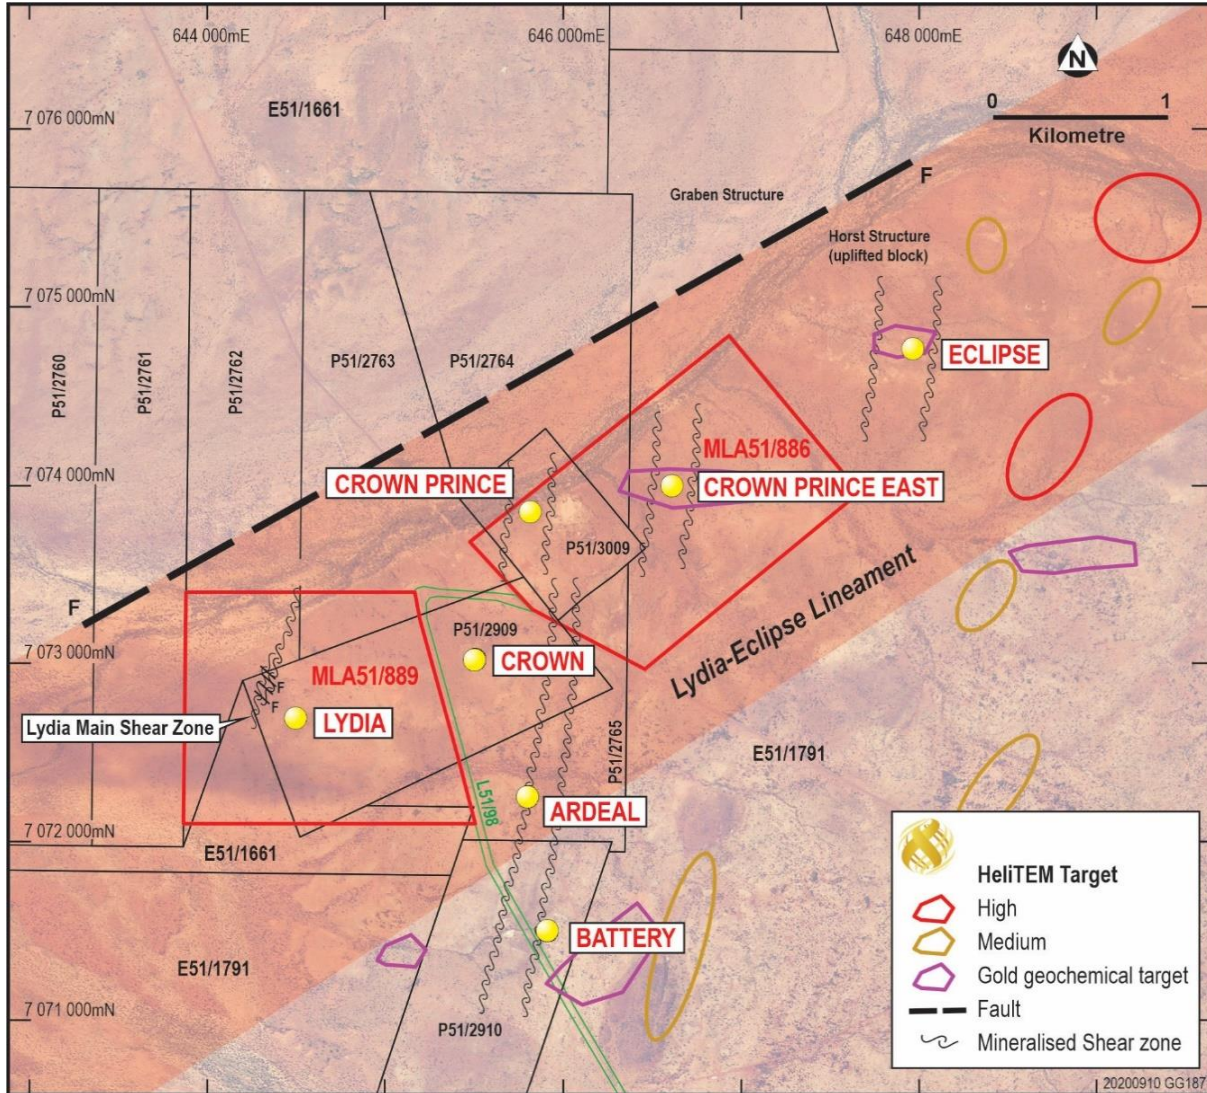 644 000mE
646 000mE
648 000mE
N
0 1
Kilometre
7 076 000mN
E51/1661
F
Graben Structure
Horst Structure
(uplifted block)
7 075 000mN
P51/2760
P51/2761
P51/2762
P51/2763
P51/2764
ECLIPSE
7 074 000mN
MLA51/886
CROWN PRINCE
CROWN PRINCE EAST
P51/3009
F
Lydia-Eclipse Lineament
P51/2909
7 073 000mN
CROWN
MLA51/889
F
F
Lydia Main Shear Zone
LYDIA
P51/2765
E51/1791
L51/98
ARDEAL
7 072 000mN
E51/1661
BATTERY
E51/1791
7 071 000mN
P51/2910
HeliTEM Target
High
Medium
Gold geochemical target
Fault
Mineralised Shear zone
20200910 GG187